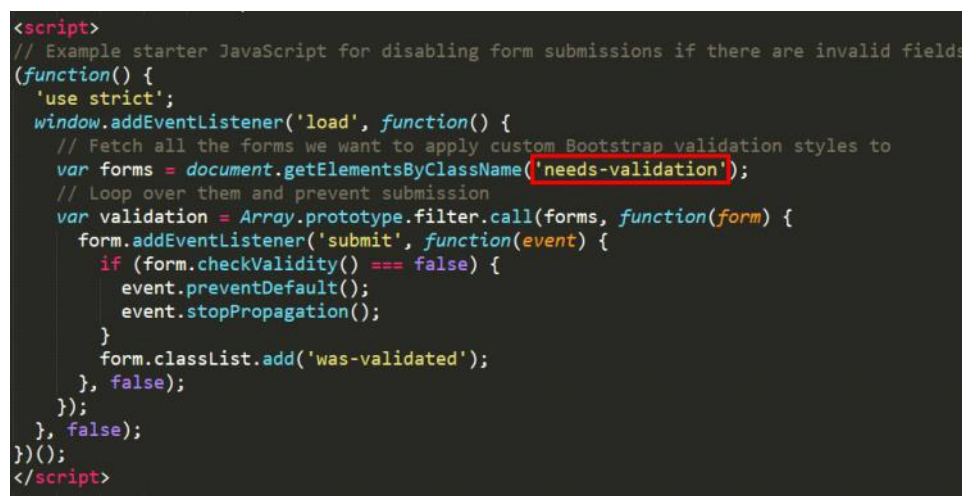 <script>
// Example starter JavaScript for disabling form submissions if there are invalid fields
(function() {
  'use strict';
  window.addEventListener('load', function() {
    // Fetch all the forms we want to apply custom Bootstrap validation styles to
    var forms = document.getElementsByClassName('needs-validation');
    // Loop over them and prevent submission
    var validation = Array.prototype.filter.call(forms, function(form) {
      form.addEventListener('submit', function(event) {
        if (form.checkValidity() === false) {
          event.preventDefault();
          event.stopPropagation();
        }
        form.classList.add('was-validated');
      }, false);
    });
  }, false);
})();
</script>